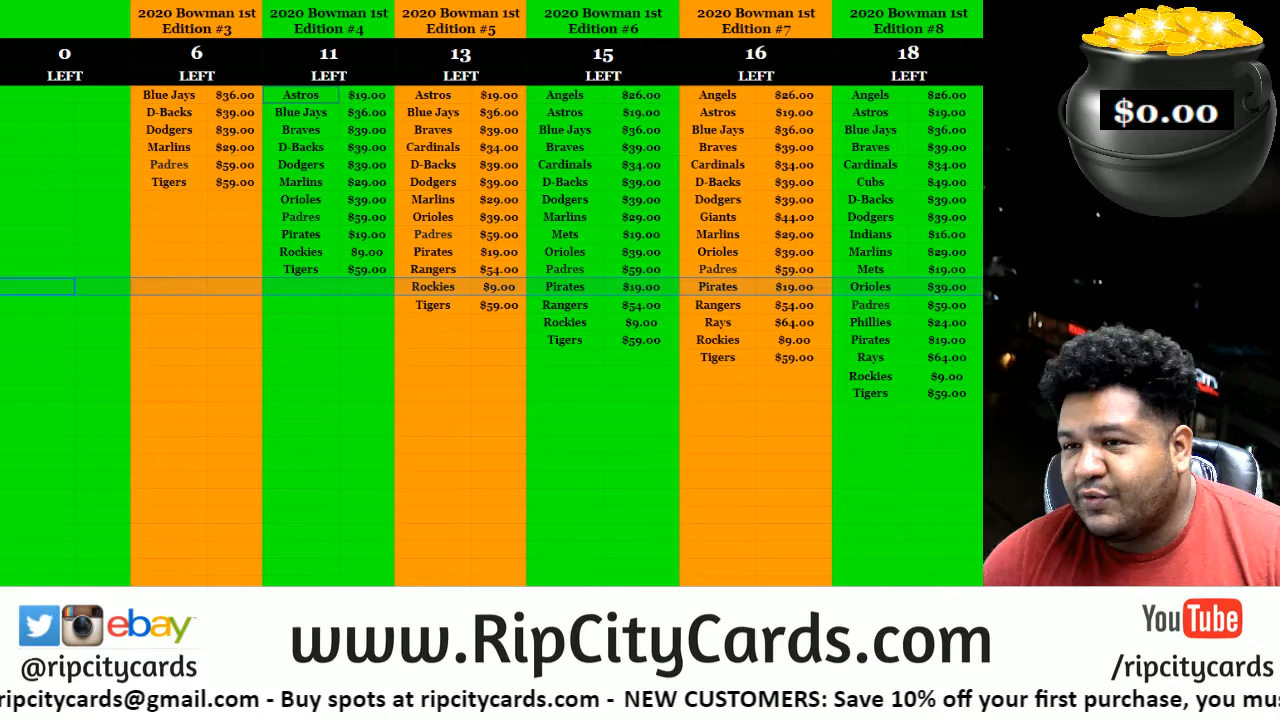 2020 Bowman 1st Edition #3
2020 Bowman 1st Edition #4
2020 Bowman 1st Edition #5
2020 Bowman 1st Edition #6
2020 Bowman 1st Edition #7
2020 Bowman 1st Edition #8
0 6 11 13 15 16 18
LEFT LEFT LEFT LEFT LEFT LEFT LEFT
Blue Jays $36.00 Astros $19.00 Astros $19.00 Angels $26.00 Angels $26.00 Angels $26.00
D-Backs $39.00 Blue Jays $36.00 Blue Jays $36.00 Astros $19.00 Astros $19.00 Astros $19.00
Dodgers $39.00 Braves $39.00 Braves $39.00 Blue Jays $36.00 Blue Jays $36.00 Blue Jays $36.00
Marlins $29.00 D-Backs $39.00 Cardinals $34.00 Braves $39.00 Braves $39.00 Braves $39.00
Padres $59.00 Dodgers $39.00 D-Backs $39.00 Cardinals $34.00 Cardinals $34.00 Cardinals $34.00
Tigers $59.00 Marlins $29.00 Dodgers $39.00 D-Backs $39.00 D-Backs $39.00 Cubs $49.00
Orioles $39.00 Marlins $29.00 Dodgers $39.00 Dodgers $39.00 D-Backs $39.00
Padres $59.00 Orioles $39.00 Marlins $29.00 Giants $44.00 Dodgers $39.00
Pirates $19.00 Padres $59.00 Mets $19.00 Marlins $29.00 Indians $16.00
Rockies $9.00 Pirates $19.00 Orioles $39.00 Orioles $39.00 Marlins $29.00
Tigers $59.00 Rangers $54.00 Padres $59.00 Padres $59.00 Mets $19.00
Rockies $9.00 Pirates $19.00 Pirates $19.00 Orioles $39.00
Tigers $59.00 Rangers $54.00 Rangers $54.00 Padres $59.00
Rockies $9.00 Rays $64.00 Phillies $24.00
Tigers $59.00 Rockies $9.00 Pirates $19.00
Tigers $59.00 Rays $64.00
Rockies $9.00
Tigers $59.00
$0.00
ebay
@ripcitycards
www.RipCityCards.com
YouTube
/ripcitycards
ripcitycards@gmail.com - Buy spots at ripcitycards.com - NEW CUSTOMERS: Save 10% off your first purchase, you mus